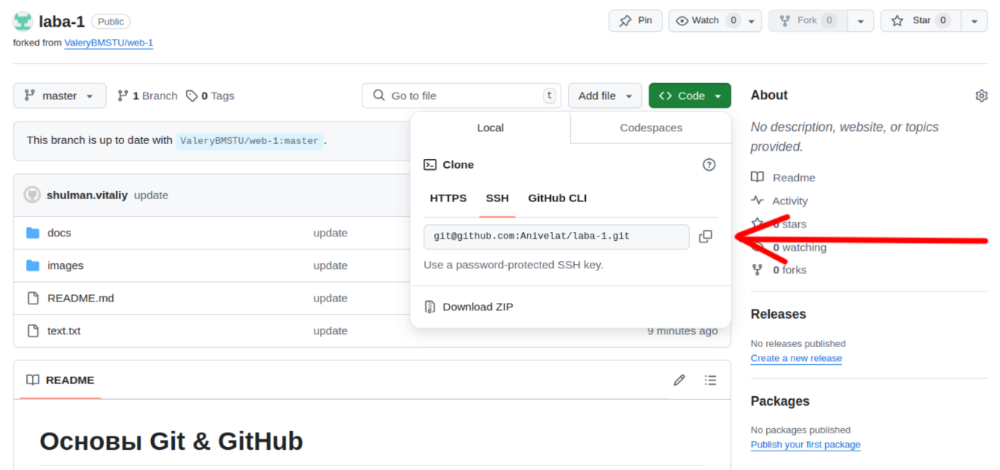 laba-1 Public Pin Watch 0 Fork 0 Star 0
forked from ValeryBMSTU/web-1
master 1 Branch 0 Tags Go to file t Add file Code
This branch is up to date with ValeryBMSTU/web-1:master .
Local Codespaces
Clone
HTTPS SSH GitHub CLI
git@github.com:Anivelat/laba-1.git
Use a password-protected SSH key.
Download ZIP
shulman.vitaliy update
docs update
images update
README.md update
text.txt update 9 minutes ago
README
Основы Git & GitHub
About
No description, website, or topics
provided.
Readme
Activity
0 stars
0 watching
0 forks
Releases
No releases published
Create a new release
Packages
No packages published
Publish your first package